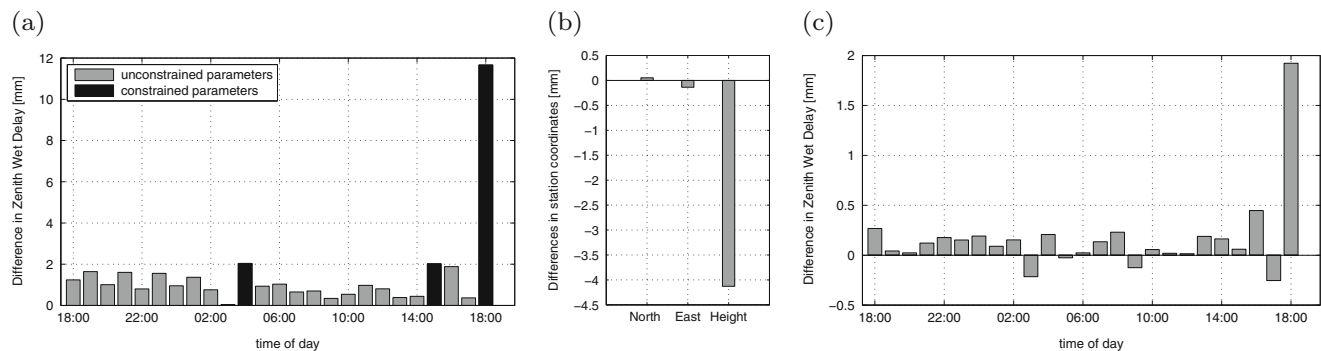 (a)
Difference in Zenith Wet Delay [mm]
12
10
8
6
4
2
0
unconstrained parameters
constrained parameters
18:00 22:00 02:00 06:00 10:00 14:00 18:00
time of day
(b)
Differences in station coordinates [mm]
0.5
0
−0.5
−1
−2
−3
−3.5
−4
−4.5
North East Height
(c)
Difference in Zenith Wet Delay [mm]
2
1.5
1
0.5
0
−0.5
18:00 22:00 02:00 06:00 10:00 14:00 18:00
time of day